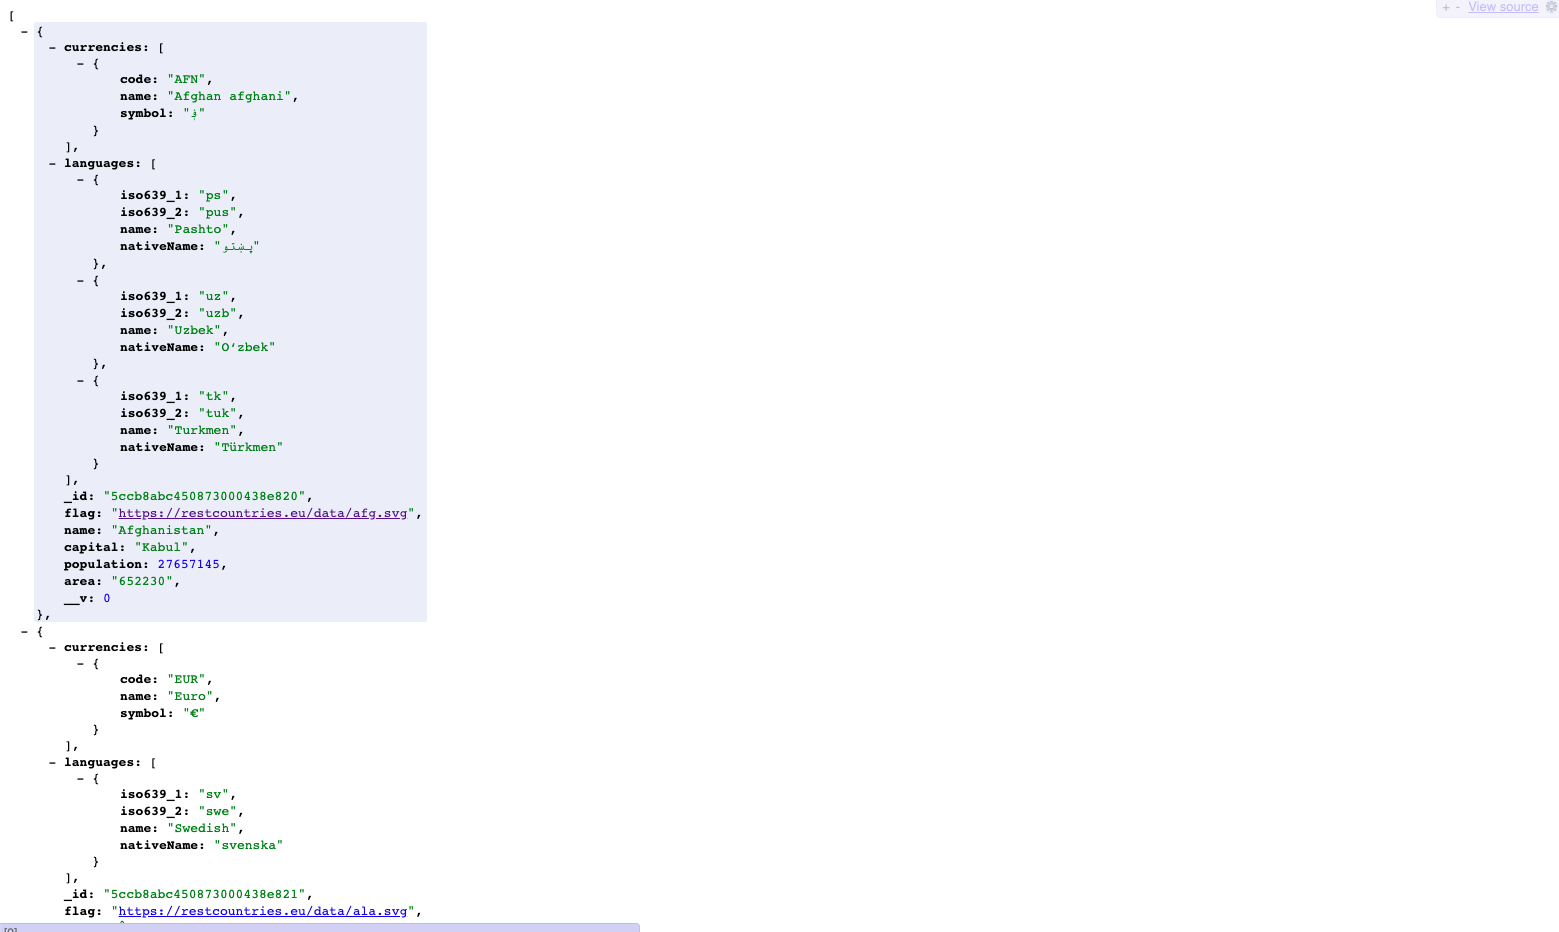 [
+ - View source
- {
- currencies: [
- {
code: "AFN",
name: "Afghan afghani",
symbol: "؋"
}
],
- languages: [
- {
iso639_1: "ps",
iso639_2: "pus",
name: "Pashto",
nativeName: "پښتو"
},
- {
iso639_1: "uz",
iso639_2: "uzb",
name: "Uzbek",
nativeName: "Oʻzbek"
},
- {
iso639_1: "tk",
iso639_2: "tuk",
name: "Turkmen",
nativeName: "Türkmen"
}
],
_id: "5ccb8abc450873000438e820",
flag: "https://restcountries.eu/data/afg.svg",
name: "Afghanistan",
capital: "Kabul",
population: 27657145,
area: "652230",
__v: 0
},
- {
- currencies: [
- {
code: "EUR",
name: "Euro",
symbol: "€"
}
],
- languages: [
- {
iso639_1: "sv",
iso639_2: "swe",
name: "Swedish",
nativeName: "svenska"
}
],
_id: "5ccb8abc450873000438e821",
flag: "https://restcountries.eu/data/ala.svg",
[0]